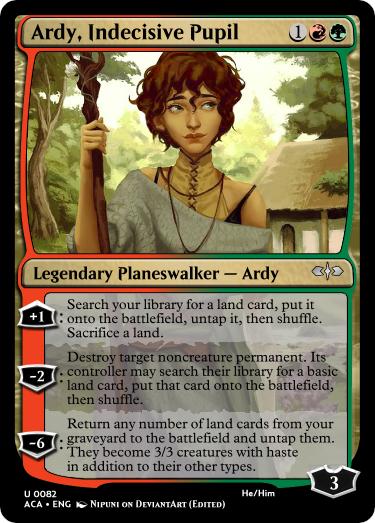 Ardy, Indecisive Pupil 1
Legendary Planeswalker — Ardy
+1 : Search your library for a land card, put it
onto the battlefield, untap it, then shuffle.
Sacrifice a land.
-2 : Destroy target noncreature permanent. Its
controller may search their library for a basic
land card, put that card onto the battlefield,
then shuffle.
-6 : Return any number of land cards from your
graveyard to the battlefield and untap them.
They become 3/3 creatures with haste
in addition to their other types.
3
U 0082 He/Him
ACA • ENG Nipuni on DeviantArt (Edited)